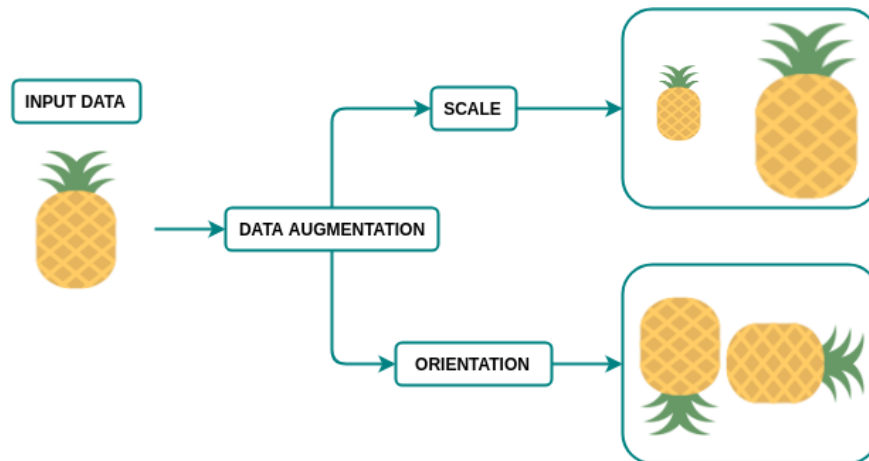 INPUT DATA
SCALE
DATA AUGMENTATION
ORIENTATION